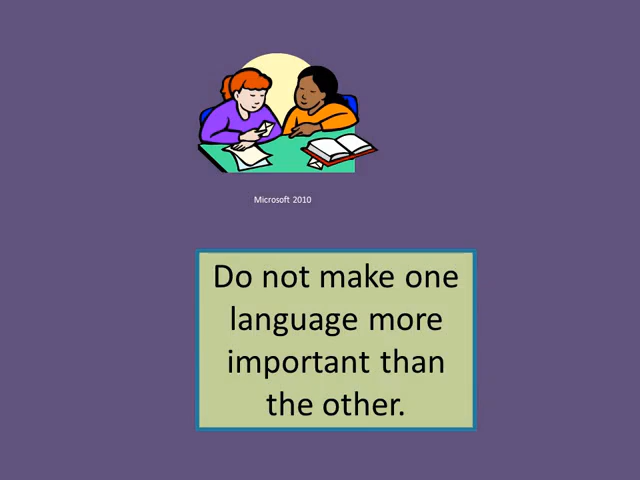 Microsoft 2010
Do not make one
language more
important than
the other.